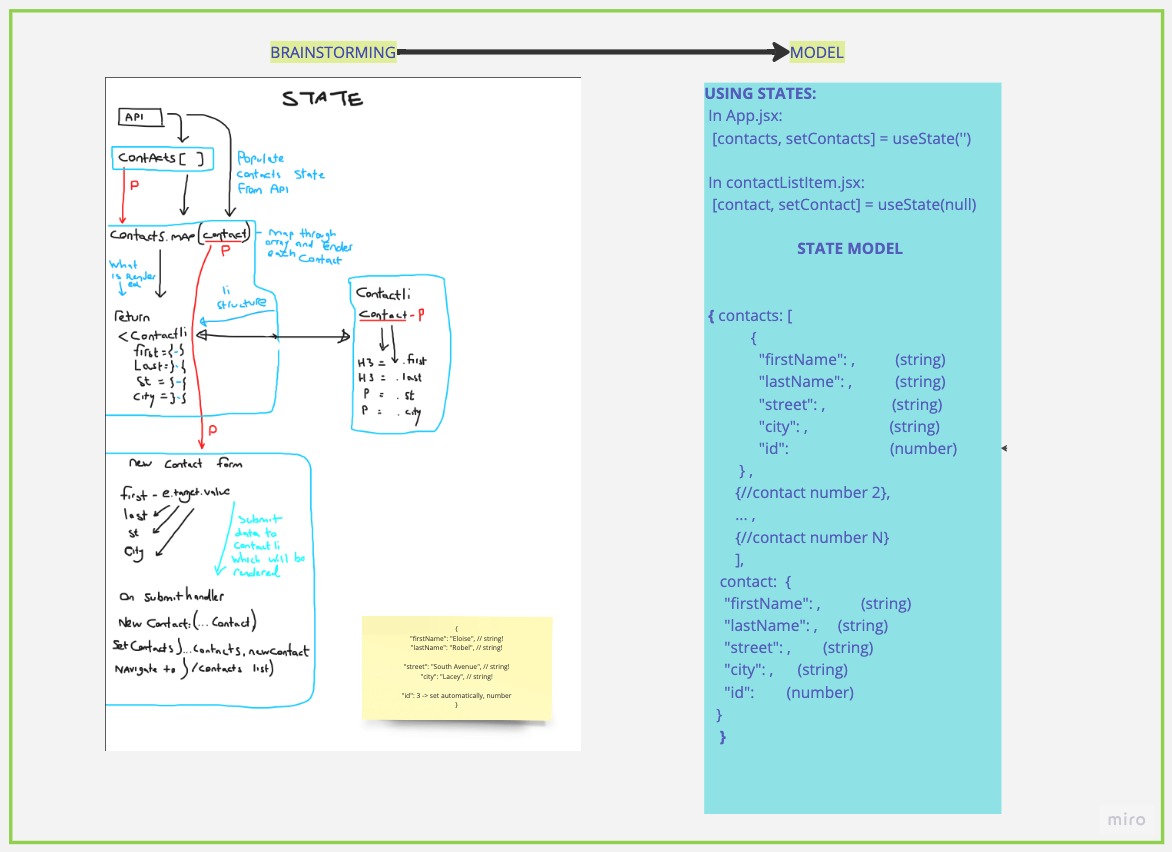 BRAINSTORMING
MODEL
STATE
API
Contacts [ ]
P
Populate
contacts state
From API
Contacts.map(contact)
P
map through
array and render
each Contact
What
is Render
ed
li
structure
return
<Contactli
first={-}
Last={-}
St = {-}
City = {-}
Contactli
Contact - P
H3 = .first
H3 = .last
P = .st
P = .city
P
new Contact form
first - e.target.value
last
st
City
Submit
data to
contactli
which will be
rendered
On submithandler
New Contact:(... Contact)
SetContacts}...contacts, newContact
Navigate to }/contacts list)
{
"firstName": "Eloise", // string!
"lastName": "Robel", // string!
"street": "South Avenue", // string!
"city": "Lacey", // string!
"id": 3 -> set automatically, number
}
USING STATES:
In App.jsx:
[contacts, setContacts] = useState('')
In contactListItem.jsx:
[contact, setContact] = useState(null)
STATE MODEL
{ contacts: [
{
"firstName": , (string)
"lastName": , (string)
"street": , (string)
"city": , (string)
"id": (number)
} ,
{//contact number 2},
... ,
{//contact number N}
],
contact: {
"firstName": , (string)
"lastName": , (string)
"street": , (string)
"city": , (string)
"id": (number)
}
}
miro